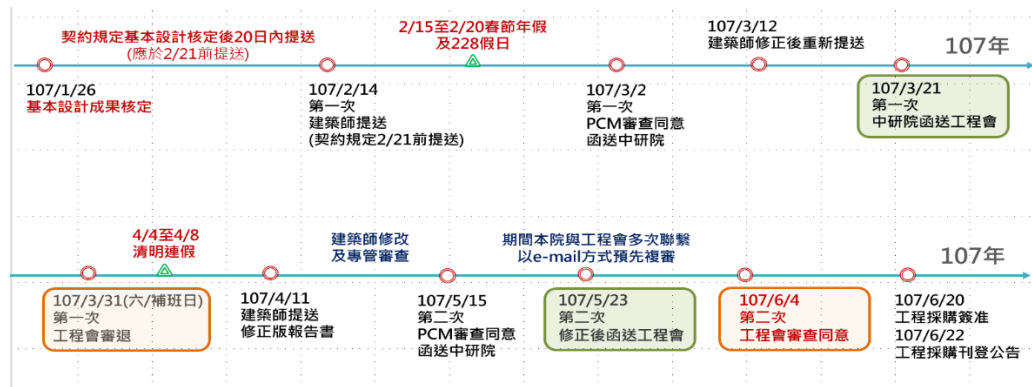 契約規定基本設計核定後20日內提送
(應於2/21前提送)
2/15至2/20春節年假
及228假日
107/3/12
建築師修正後重新提送
107年
107/1/26
基本設計成果核定
107/2/14
第一次
建築師提送
(契約規定2/21前提送)
107/3/2
第一次
PCM審查同意
函送中研院
107/3/21
第一次
中研院函送工程會
4/4至4/8
清明連假
建築師修改
及專管審查
期間本院與工程會多次聯繫
以e-mail方式預先複審
107年
107/3/31(六/補班日)
第一次
工程會審退
107/4/11
建築師提送
修正版報告書
107/5/15
第二次
PCM審查同意
函送中研院
107/5/23
第二次
修正後函送工程會
107/6/4
第二次
工程會審查同意
107/6/20
工程採購簽准
107/6/22
工程採購刊登公告